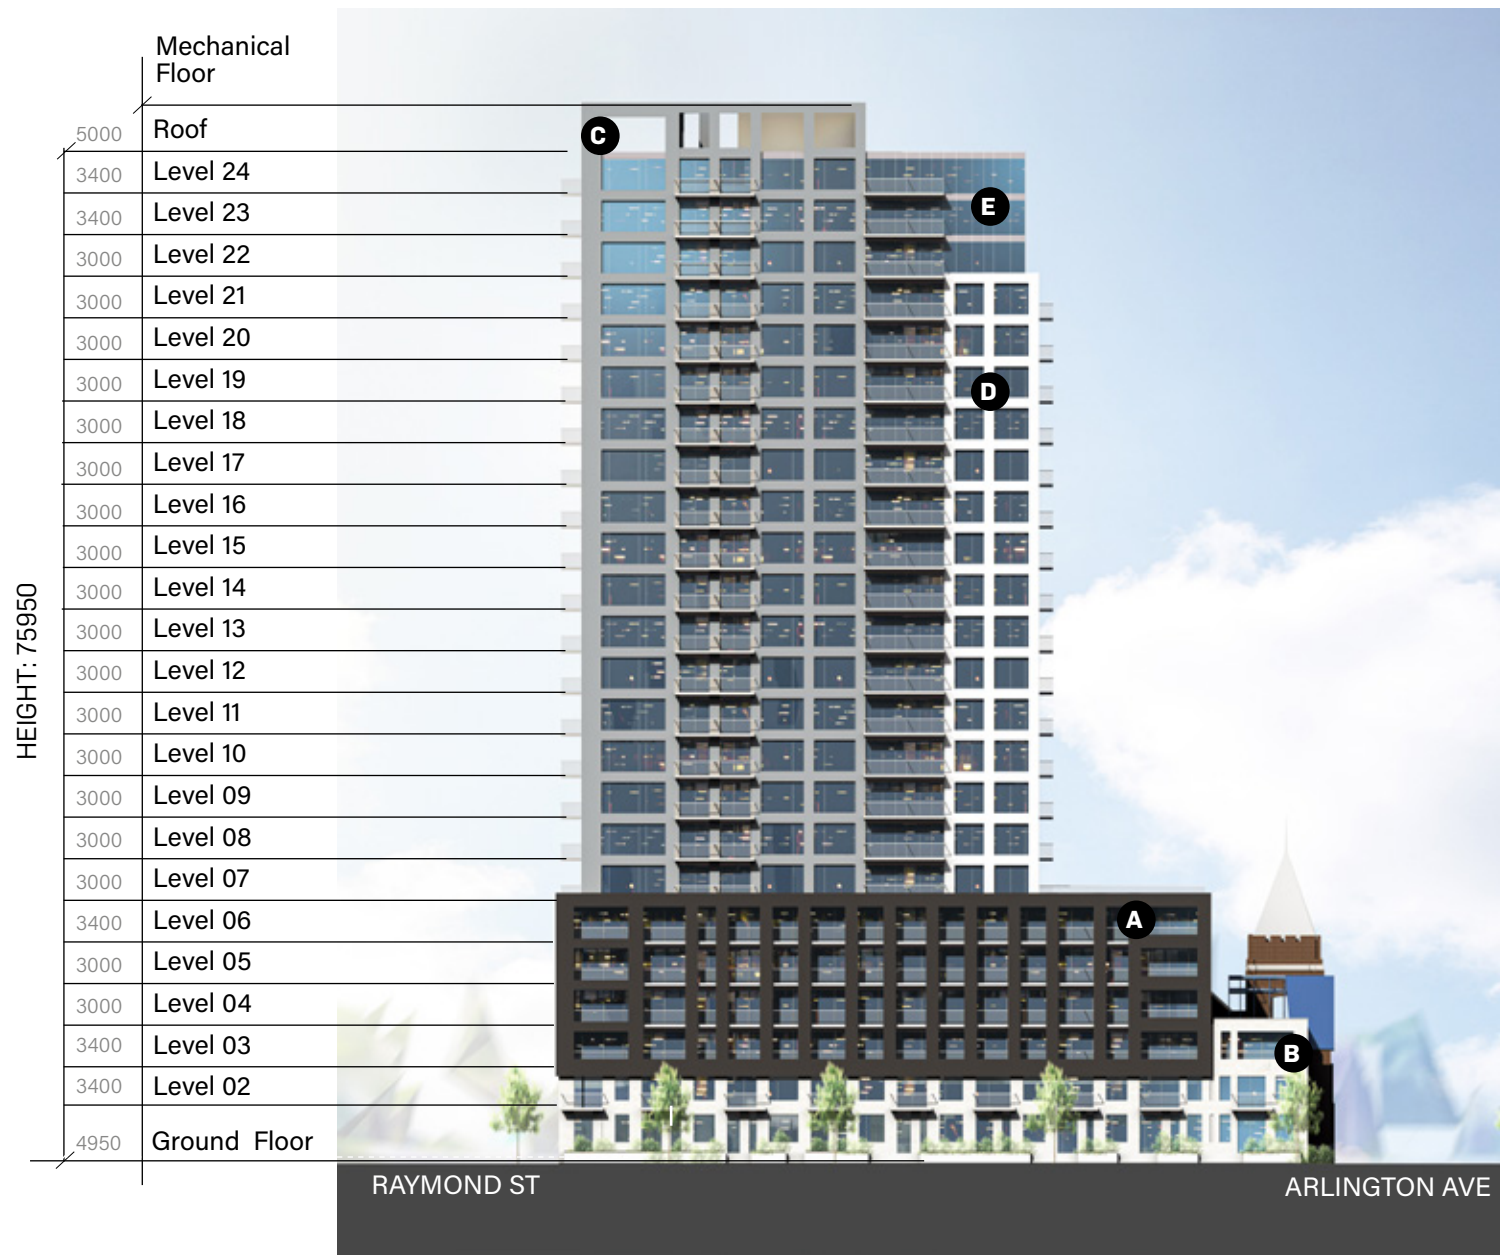 Mechanical
Floor
5000 Roof
3400 Level 24
3400 Level 23
3000 Level 22
3000 Level 21
3000 Level 20
3000 Level 19
3000 Level 18
3000 Level 17
3000 Level 16
3000 Level 15
3000 Level 14
3000 Level 13
3000 Level 12
3000 Level 11
3000 Level 10
3000 Level 09
3000 Level 08
3000 Level 07
3400 Level 06
3000 Level 05
3000 Level 04
3400 Level 03
3400 Level 02
4950 Ground Floor
HEIGHT: 75950
C
E
D
A
B
RAYMOND ST
ARLINGTON AVE